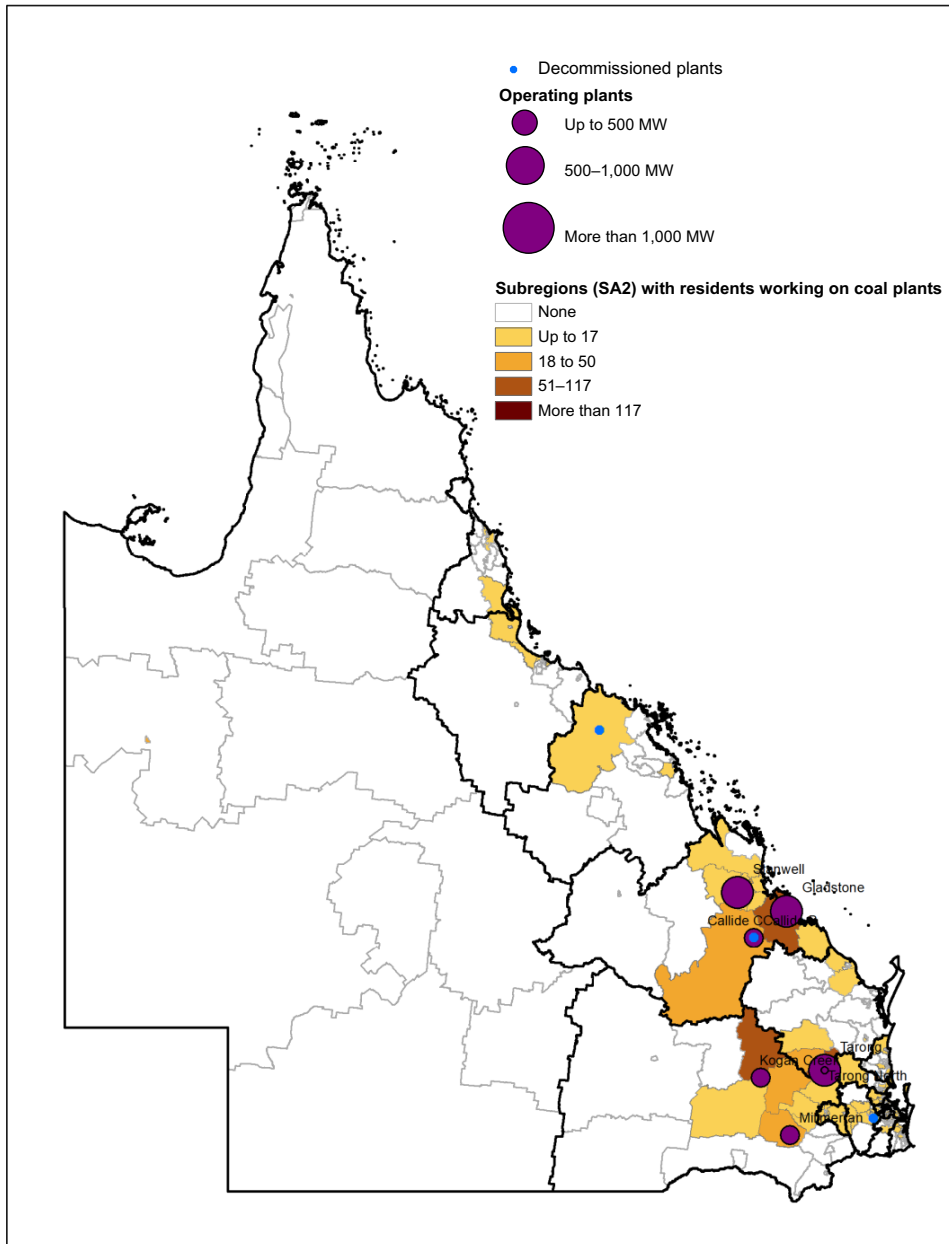 Decommissioned plants
Operating plants
Up to 500 MW
500–1,000 MW
More than 1,000 MW
Subregions (SA2) with residents working on coal plants
None
Up to 17
18 to 50
51–117
More than 117
Stanwell
Gladstone
Callide C
Callide
Tarong
Kogan Creek
Tarong North
Millmerran